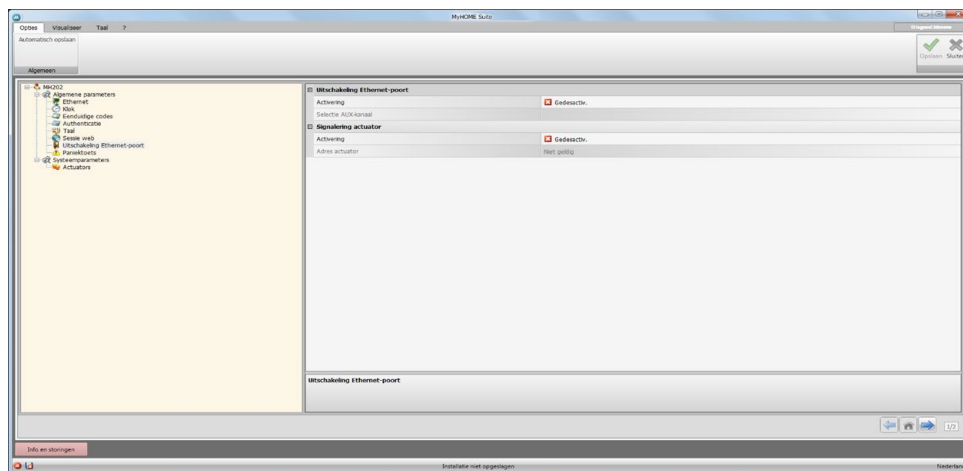 MyHOME Suite
Opties Visualiseer Taal ?
Automatisch opslaan
Opslaan Sluiten
Algemeen
MH202
Algemene parameters
Ethernet
Klok
Eenduidige codes
Authenticatie
Taal
Sessie web
Uitschakeling Ethernet-poort
Paniektoets
Systeemparameters
Actuators
Uitschakeling Ethernet-poort
Activering Gedesactiv.
Selectie AUX-kanaal
Signalering actuator
Activering Gedesactiv.
Adres actuator Niet geldig
Uitschakeling Ethernet-poort
1/2
Info en storingen
Installatie niet opgeslagen
Nederlan